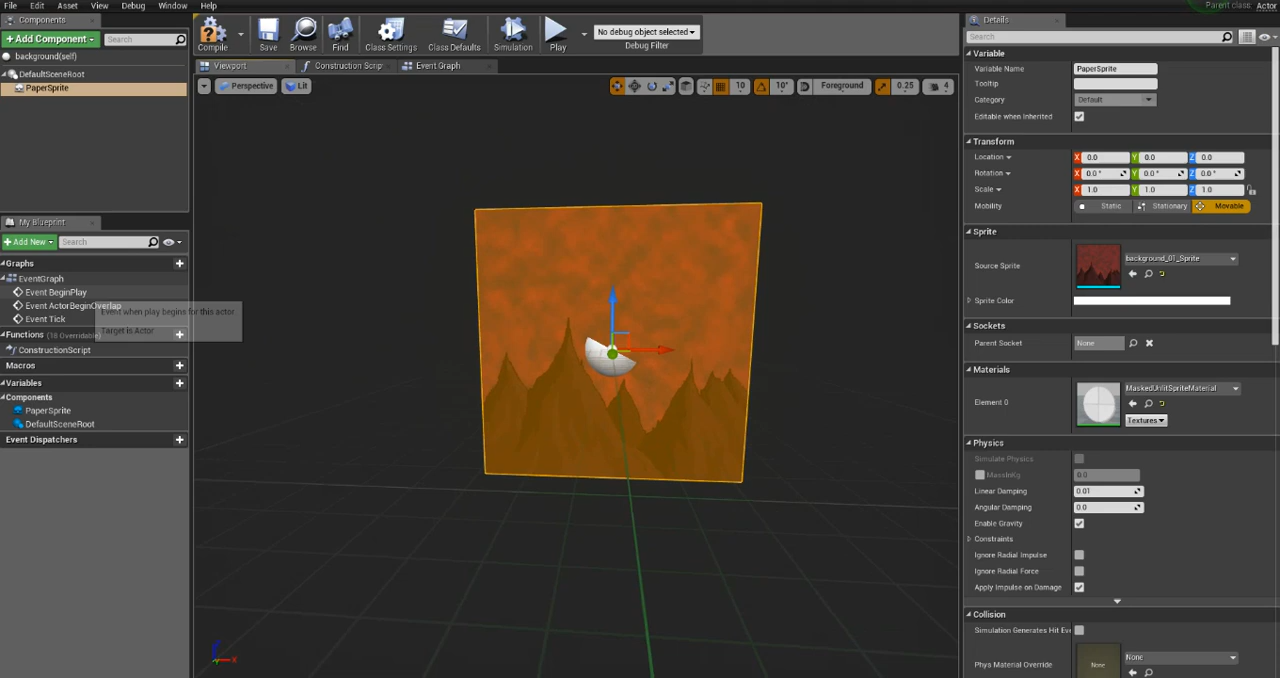 File Edit Asset View Debug Window Help
Parent class: Actor
Components
+ Add Component
Search
background(self)
DefaultSceneRoot
PaperSprite
Compile
Save
Browse
Find
Class Settings
Class Defaults
Simulation
Play
No debug object selected
Debug Filter
Viewport
Construction Scrip
Event Graph
Perspective
Lit
10
10°
Foreground
0.25
4
My Blueprint
+ Add New
Search
Graphs
EventGraph
Event BeginPlay
Event ActorBeginOverlap
Event Tick
Event when play begins for this actor
Target is Actor
Functions (18 Overridable)
ConstructionScript
Macros
Variables
Components
PaperSprite
DefaultSceneRoot
Event Dispatchers
Z
X
Details
Search
Variable
Variable Name PaperSprite
Tooltip
Category Default
Editable when Inherited
Transform
Location X 0.0 Y 0.0 Z 0.0
Rotation X 0.0° Y 0.0° Z 0.0°
Scale X 1.0 Y 1.0 Z 1.0
Mobility Static Stationary Movable
Sprite
Source Sprite background_01_Sprite
Sprite Color
Sockets
Parent Socket None
Materials
Element 0 MaskedUnlitSpriteMaterial
Textures
Physics
Simulate Physics
MassInKg 0.0
Linear Damping 0.01
Angular Damping 0.0
Enable Gravity
Constraints
Ignore Radial Impulse
Ignore Radial Force
Apply Impulse on Damage
Collision
Simulation Generates Hit Eve
Phys Material Override None None